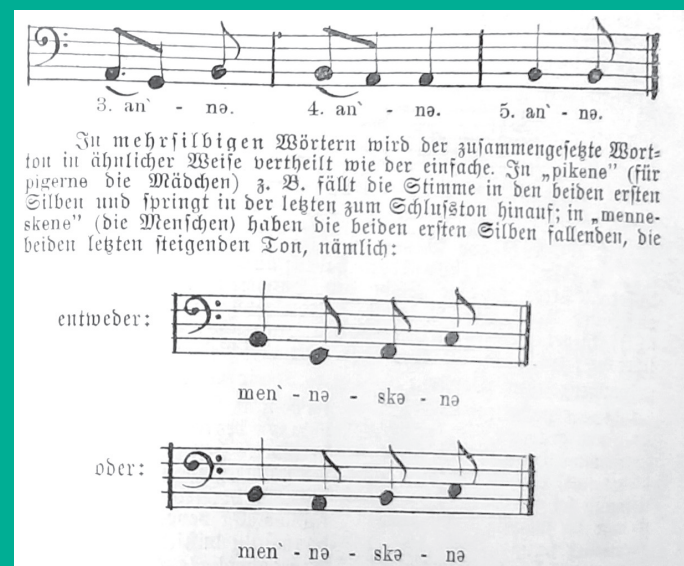 3. an` - nə. 4. an` - nə. 5. an` - nə.
In mehrsilbigen Wörtern wird der zusammengesetzte Wort=
ton in ähnlicher Weise vertheilt wie der einfache. In „pikene” (für
pigerne die Mädchen) z. B. fällt die Stimme in den beiden ersten
Silben und springt in der letzten zum Schlußton hinauf; in „menne-
skene” (die Menschen) haben die beiden ersten Silben fallenden, die
beiden letzten steigenden Ton, nämlich:
entweder:
men` - nə - skə - nə
oder:
men` - nə - skə - nə